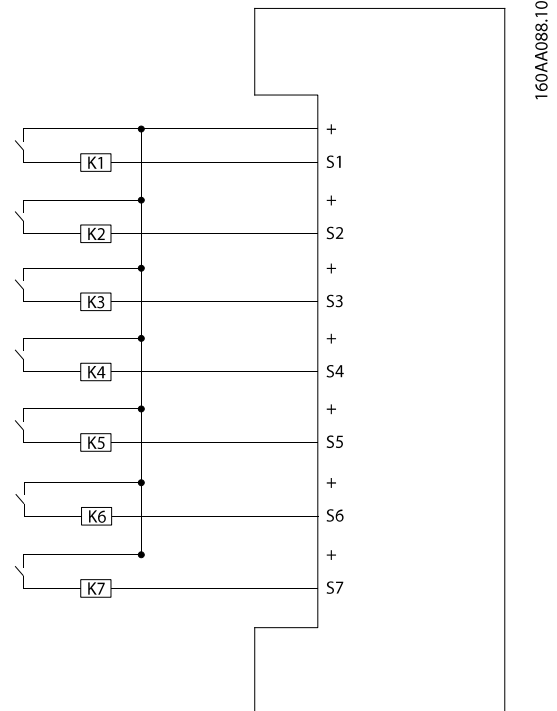 160AA088.10
+
K1 S1
+
K2 S2
+
K3 S3
+
K4 S4
+
K5 S5
+
K6 S6
+
K7 S7